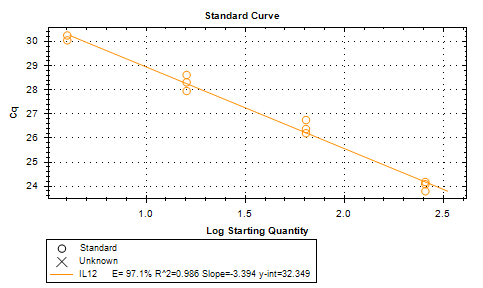 Standard Curve
30
29
28
27
26
25
24
Cq
1.0 1.5 2.0 2.5
Log Starting Quantity
Standard
Unknown
IL12 E= 97.1% R^2=0.986 Slope=-3.394 y-int=32.349